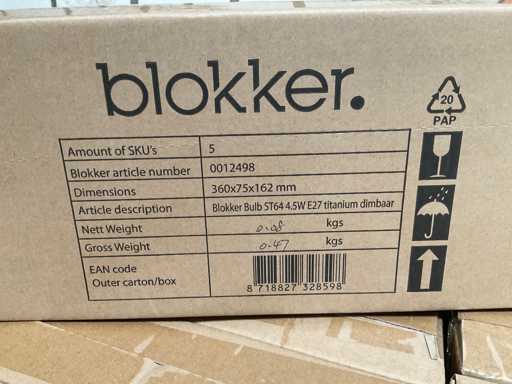 blokker.
20
PAP
Amount of SKU's 5
Blokker article number 0012498
Dimensions 360x75x162 mm
Article description Blokker Bulb ST64 4.5W E27 titanium dimbaar
Nett Weight 0.08 kgs
Gross Weight 0.47 kgs
EAN code
Outer carton/box
8 718827 328598